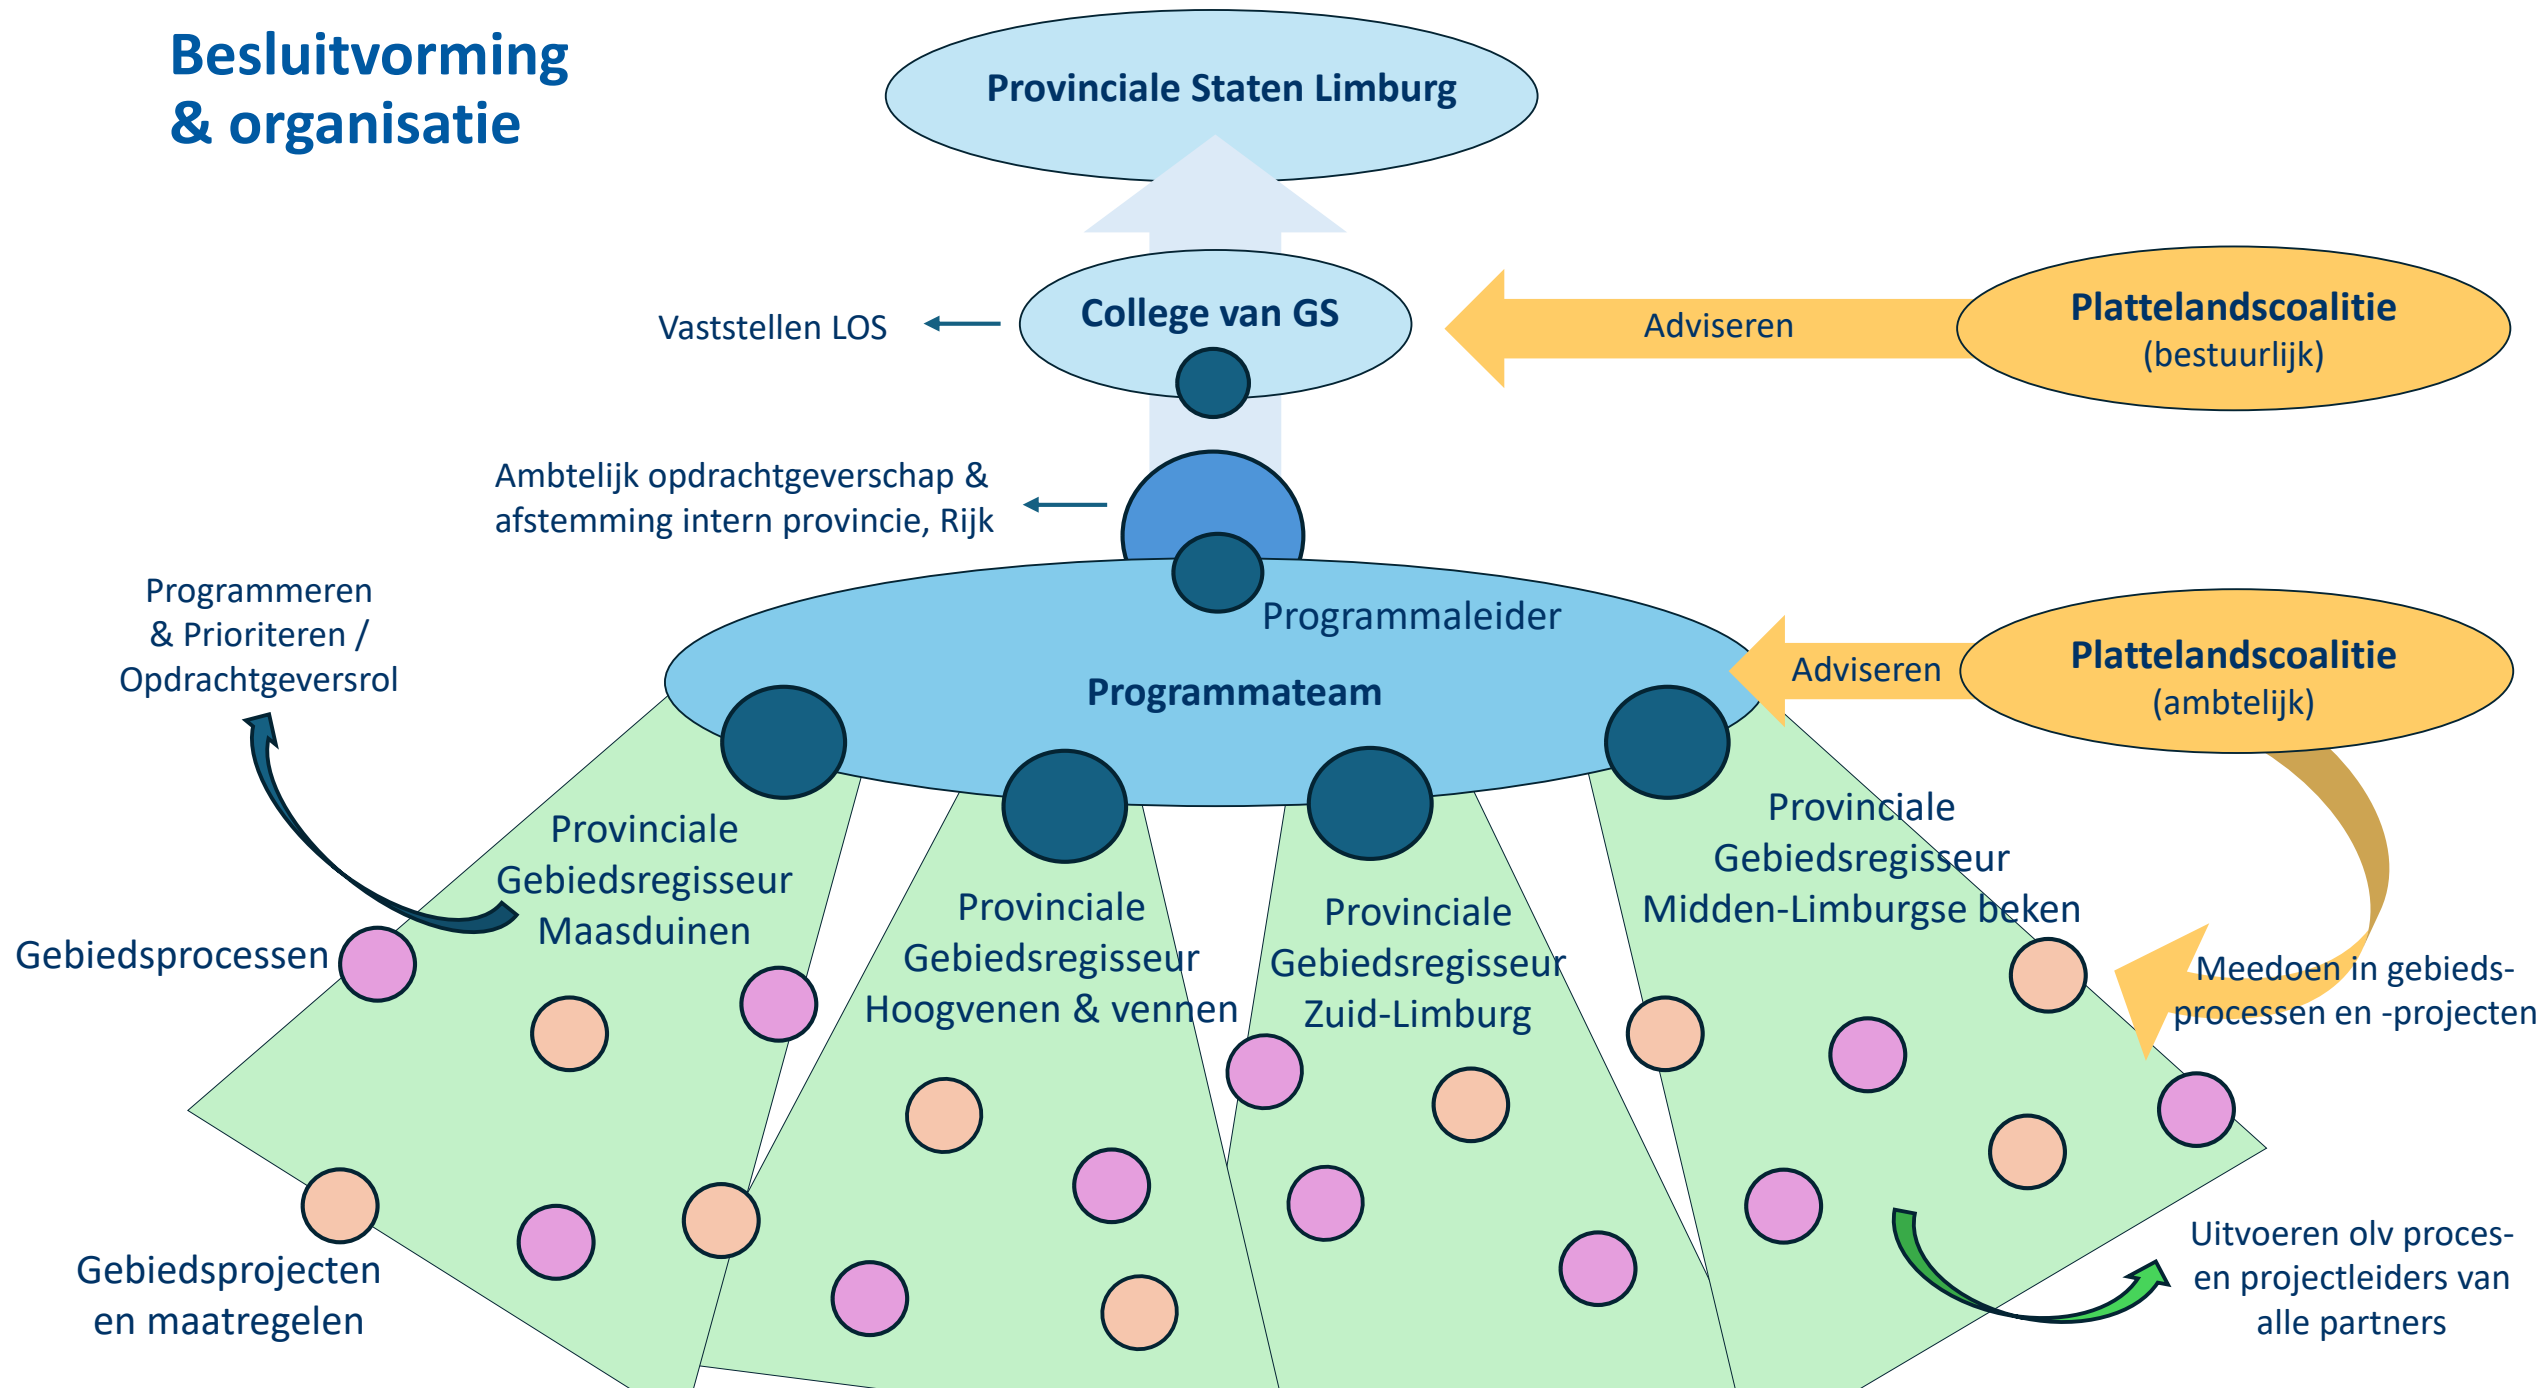 Besluitvorming
& organisatie
Provinciale Staten Limburg
College van GS
Vaststellen LOS
Adviseren
Plattelandscoalitie
(bestuurlijk)
Ambtelijk opdrachtgeverschap &
afstemming intern provincie, Rijk
Programmeren
& Prioriteren /
Opdrachtgeversrol
Programmaleider
Programmateam
Adviseren
Plattelandscoalitie
(ambtelijk)
Provinciale
Gebiedsregisseur
Maasduinen
Provinciale
Gebiedsregisseur
Hoogvenen & vennen
Provinciale
Gebiedsregisseur
Zuid-Limburg
Provinciale
Gebiedsregisseur
Midden-Limburgse beken
Gebiedsprocessen
Meedoen in gebieds-
processen en -projecten
Gebiedsprojecten
en maatregelen
Uitvoeren olv proces-
en projectleiders van
alle partners